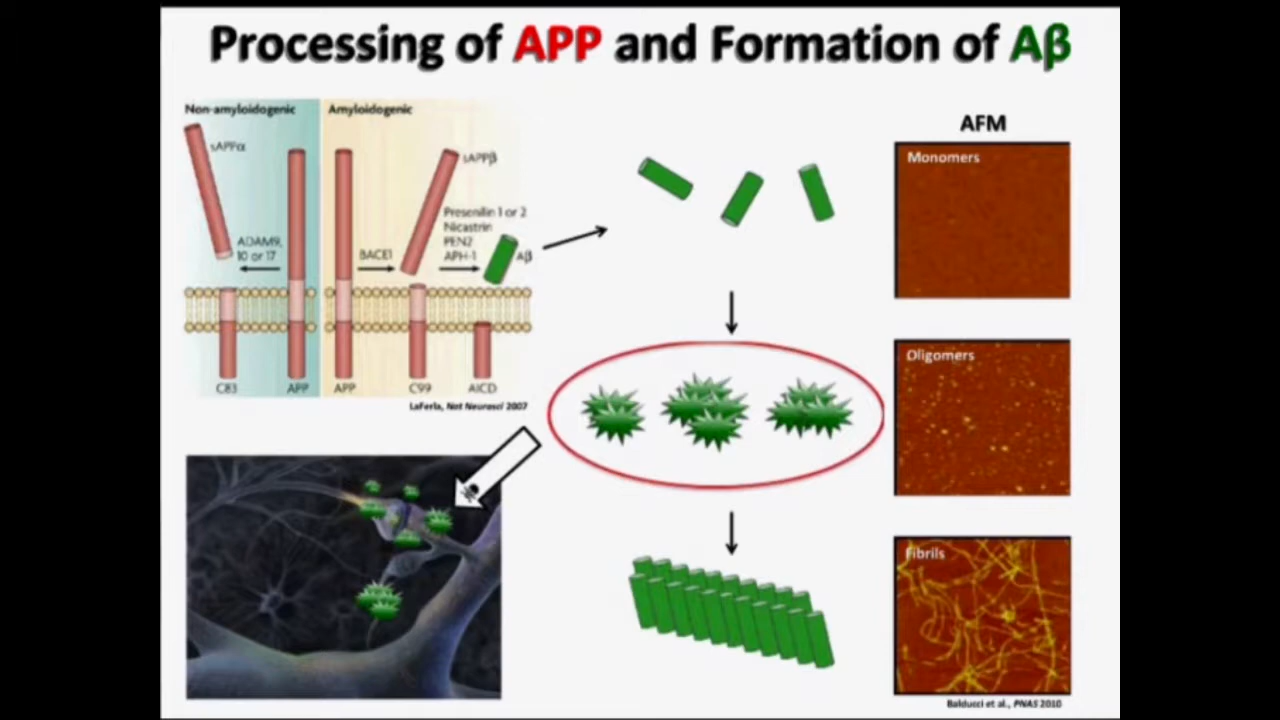 Processing of APP and Formation of Aβ
Non-amyloidogenic
Amyloidogenic
sAPPα
ADAM9,
10 or 17
C83
APP
APP
BACE1
sAPPβ
Presenilin 1 or 2
Nicastrin
PEN2
APH-1
Aβ
C99
AICD
LaFerla, Nat Neurosci 2007
AFM
Monomers
Oligomers
Fibrils
Balducci et al., PNAS 2010